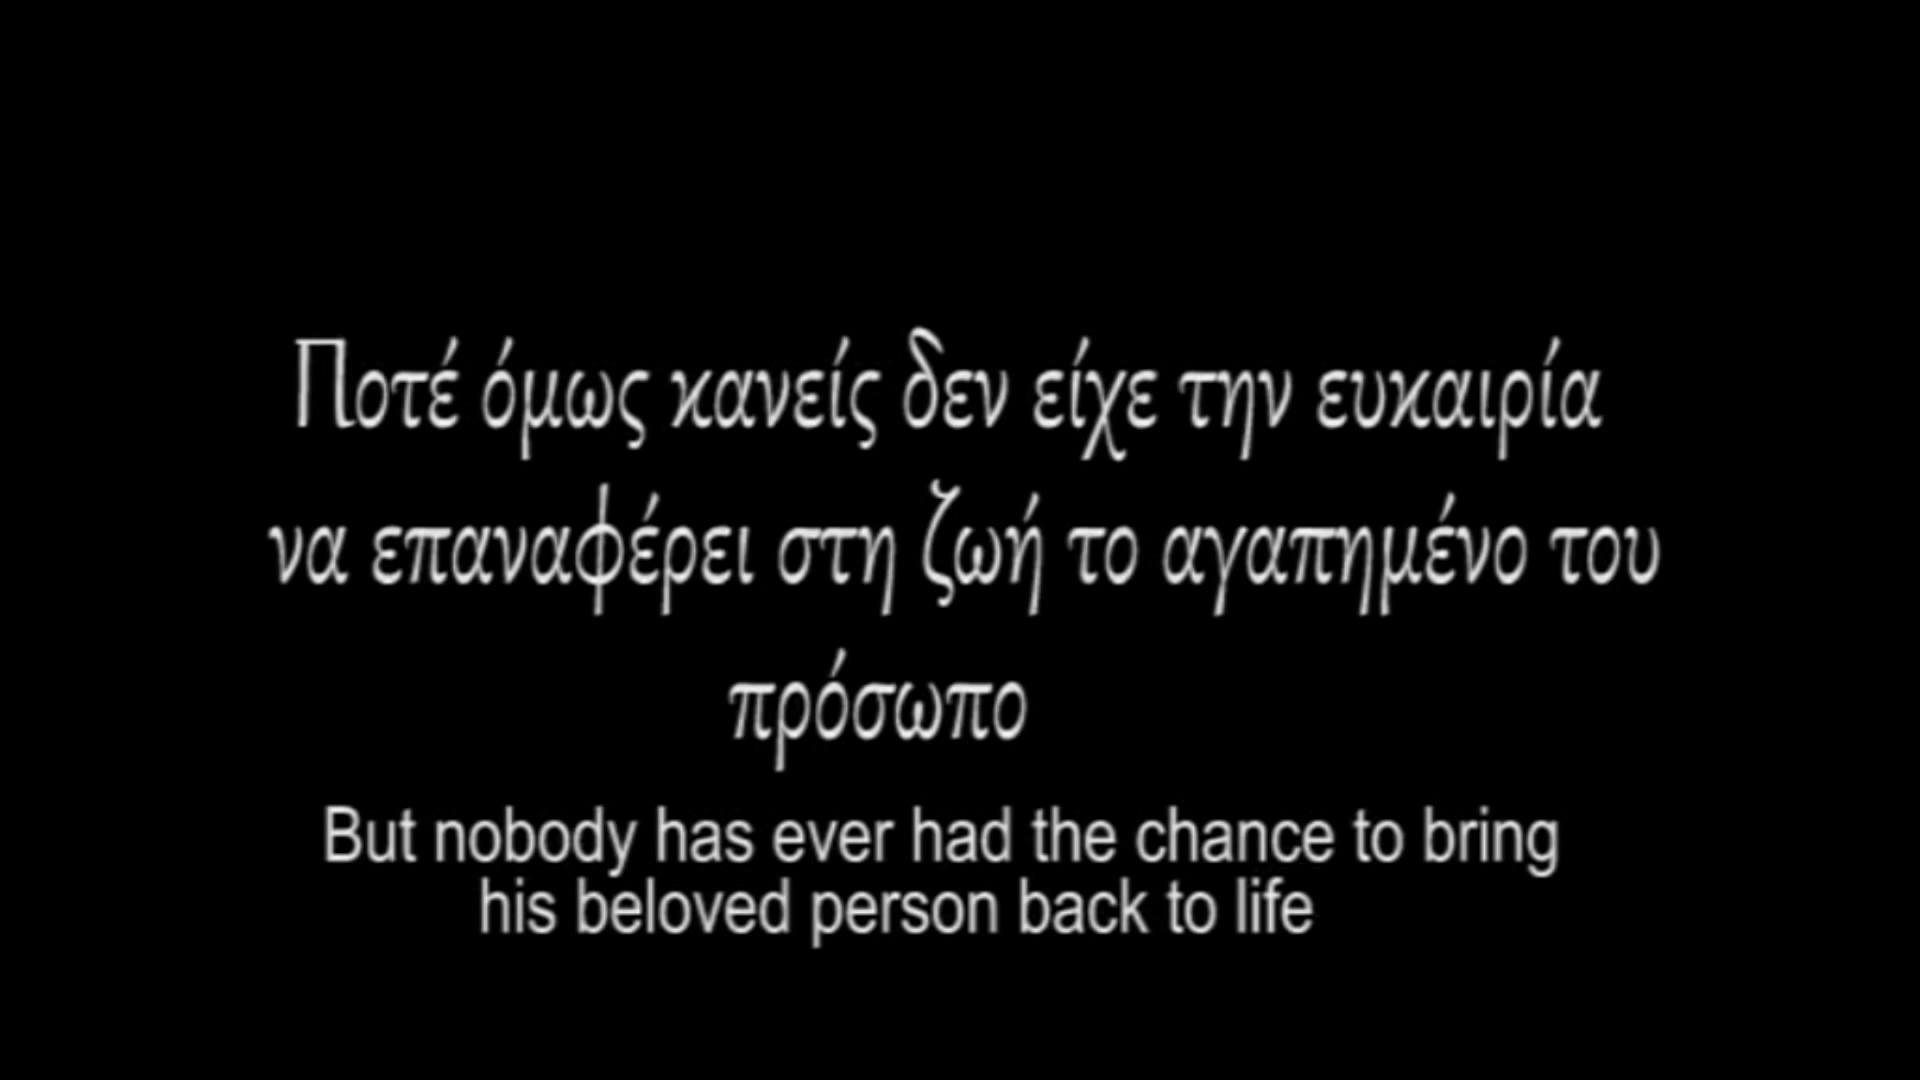 Ποτέ όμως κανείς δεν είχε την ευκαιρία
να επαναφέρει στη ζωή το αγαπημένο του
πρόσωπο
But nobody has ever had the chance to bring
his beloved person back to life